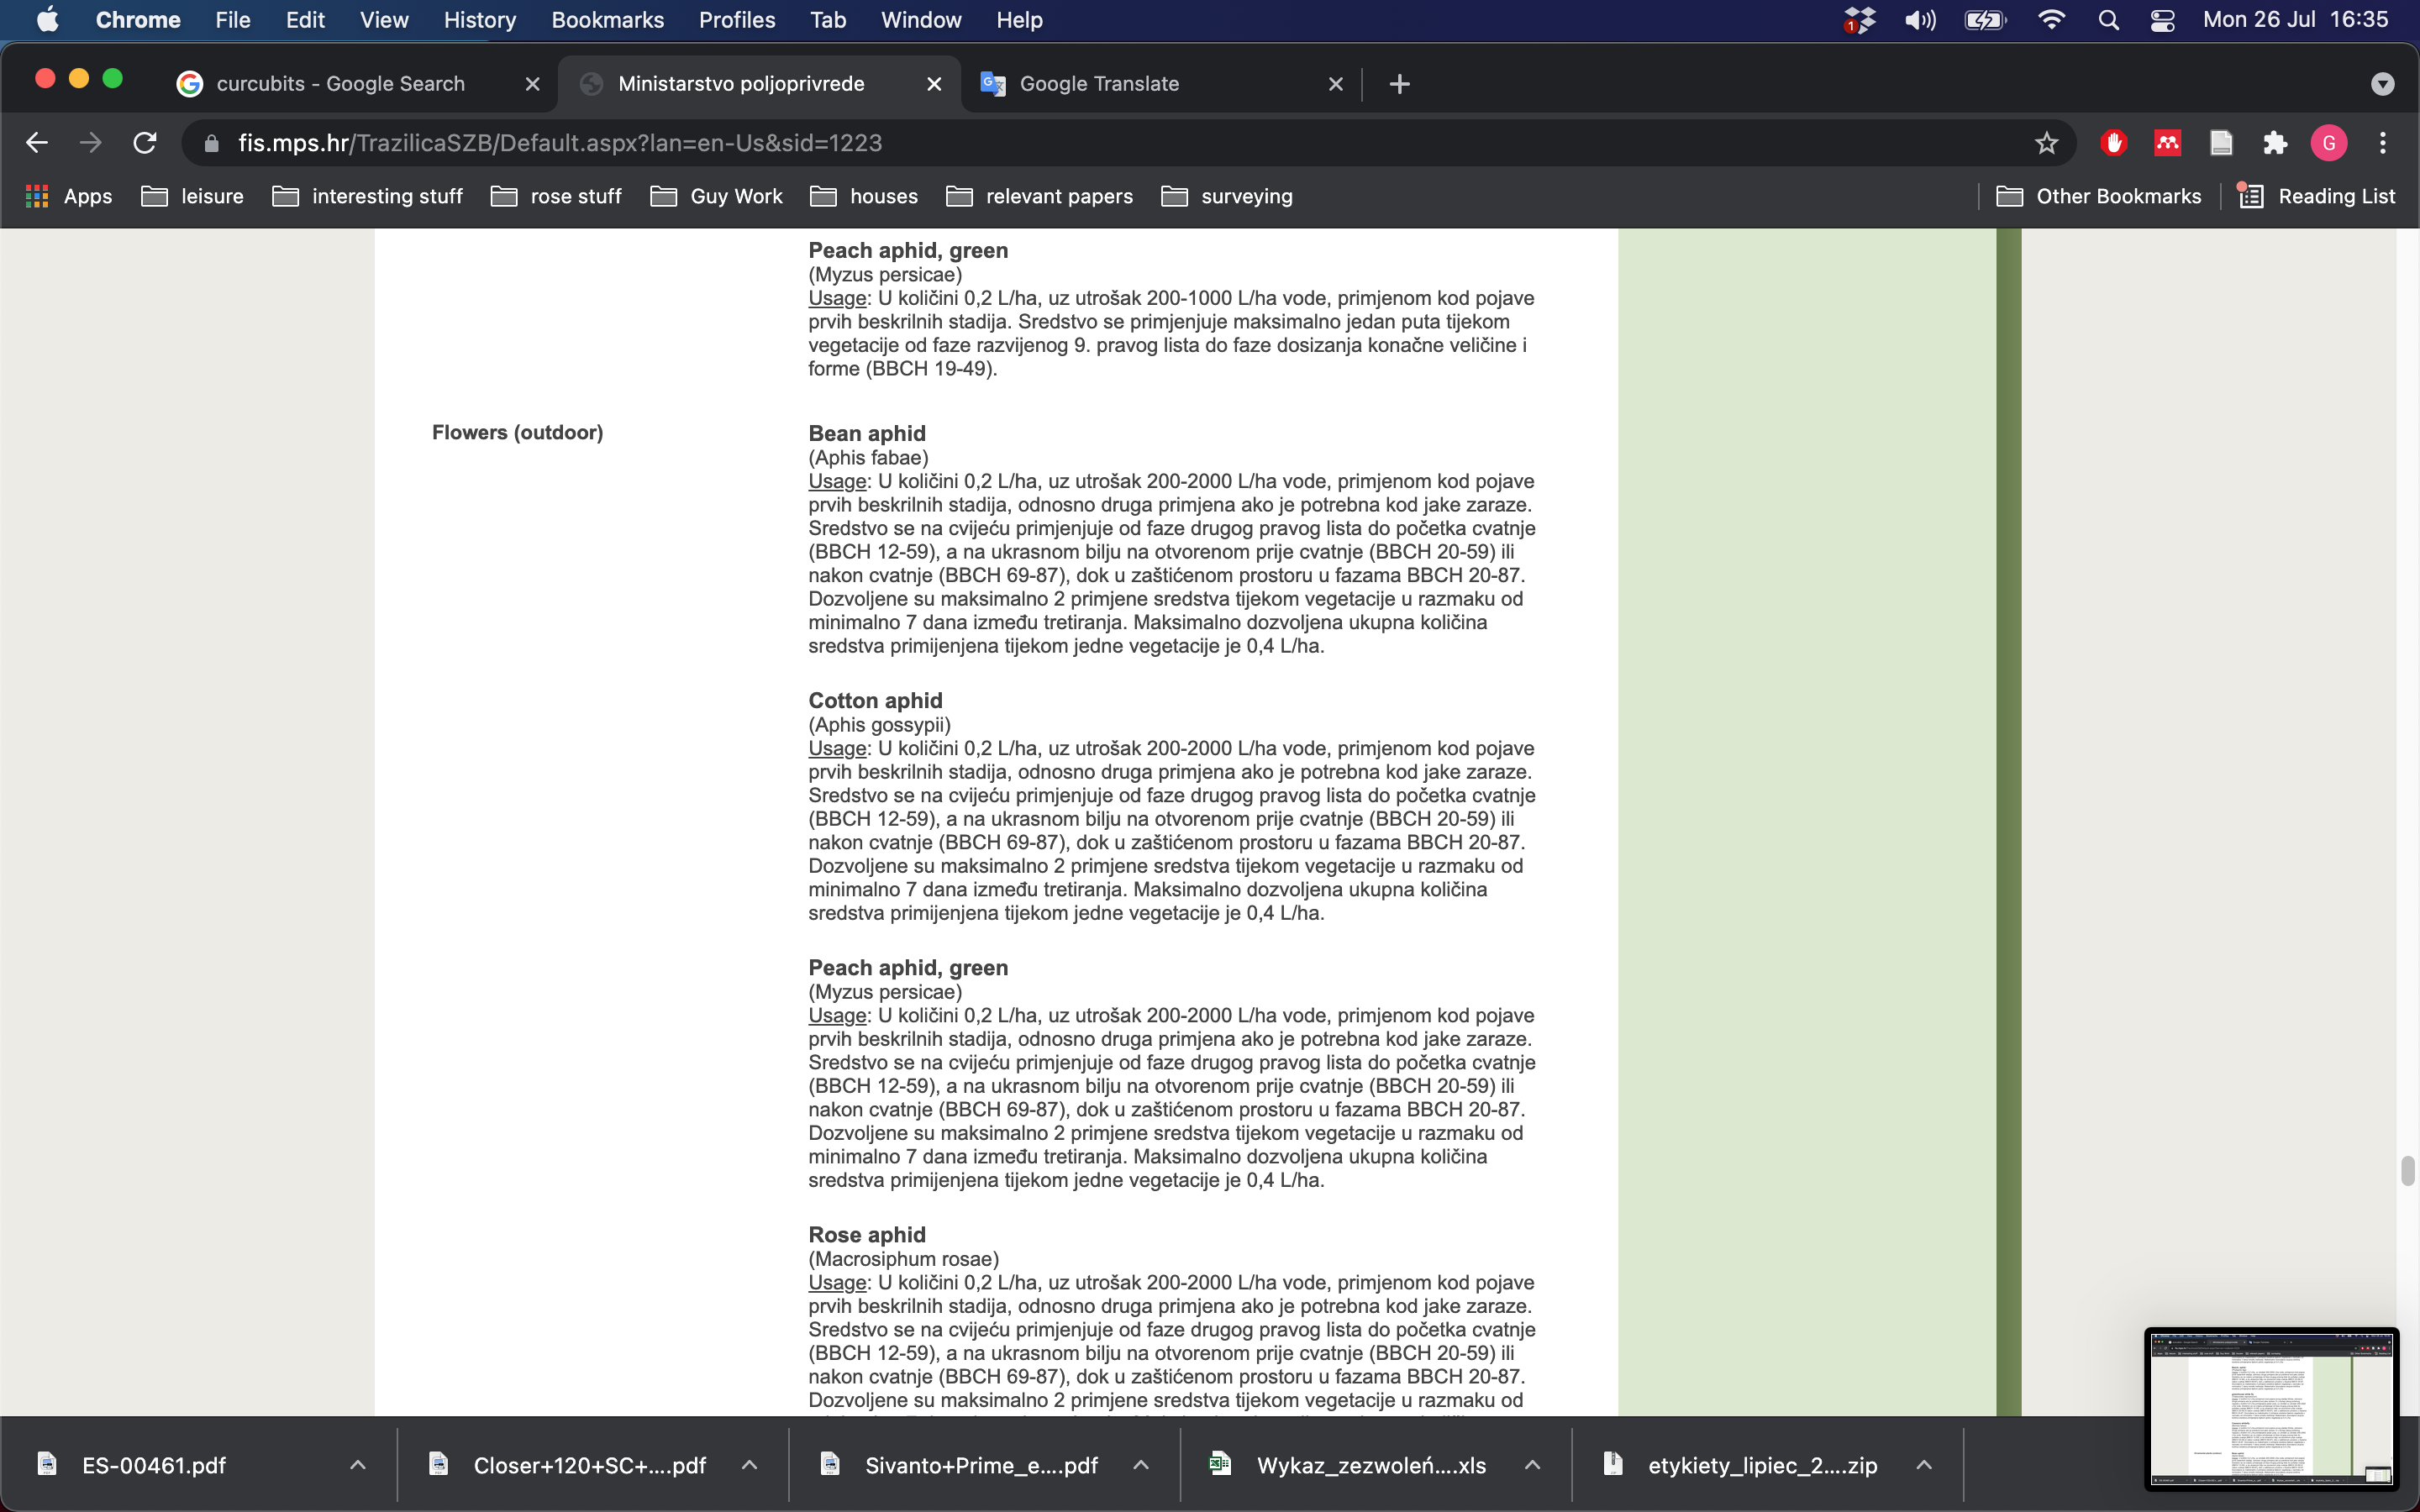 Chrome File Edit View History Bookmarks Profiles Tab Window Help
1
Mon 26 Jul 16:35
curcubits - Google Search
Ministarstvo poljoprivrede
Google Translate
fis.mps.hr/TrazilicaSZB/Default.aspx?lan=en-Us&sid=1223
G
Apps leisure interesting stuff rose stuff Guy Work houses relevant papers surveying
Other Bookmarks Reading List
Peach aphid, green
(Myzus persicae)
Usage: U količini 0,2 L/ha, uz utrošak 200-1000 L/ha vode, primjenom kod pojave
prvih beskrilnih stadija. Sredstvo se primjenjuje maksimalno jedan puta tijekom
vegetacije od faze razvijenog 9. pravog lista do faze dosizanja konačne veličine i
forme (BBCH 19-49).
Flowers (outdoor)
Bean aphid
(Aphis fabae)
Usage: U količini 0,2 L/ha, uz utrošak 200-2000 L/ha vode, primjenom kod pojave
prvih beskrilnih stadija, odnosno druga primjena ako je potrebna kod jake zaraze.
Sredstvo se na cvijeću primjenjuje od faze drugog pravog lista do početka cvatnje
(BBCH 12-59), a na ukrasnom bilju na otvorenom prije cvatnje (BBCH 20-59) ili
nakon cvatnje (BBCH 69-87), dok u zaštićenom prostoru u fazama BBCH 20-87.
Dozvoljene su maksimalno 2 primjene sredstva tijekom vegetacije u razmaku od
minimalno 7 dana između tretiranja. Maksimalno dozvoljena ukupna količina
sredstva primijenjena tijekom jedne vegetacije je 0,4 L/ha.
Cotton aphid
(Aphis gossypii)
Usage: U količini 0,2 L/ha, uz utrošak 200-2000 L/ha vode, primjenom kod pojave
prvih beskrilnih stadija, odnosno druga primjena ako je potrebna kod jake zaraze.
Sredstvo se na cvijeću primjenjuje od faze drugog pravog lista do početka cvatnje
(BBCH 12-59), a na ukrasnom bilju na otvorenom prije cvatnje (BBCH 20-59) ili
nakon cvatnje (BBCH 69-87), dok u zaštićenom prostoru u fazama BBCH 20-87.
Dozvoljene su maksimalno 2 primjene sredstva tijekom vegetacije u razmaku od
minimalno 7 dana između tretiranja. Maksimalno dozvoljena ukupna količina
sredstva primijenjena tijekom jedne vegetacije je 0,4 L/ha.
Peach aphid, green
(Myzus persicae)
Usage: U količini 0,2 L/ha, uz utrošak 200-2000 L/ha vode, primjenom kod pojave
prvih beskrilnih stadija, odnosno druga primjena ako je potrebna kod jake zaraze.
Sredstvo se na cvijeću primjenjuje od faze drugog pravog lista do početka cvatnje
(BBCH 12-59), a na ukrasnom bilju na otvorenom prije cvatnje (BBCH 20-59) ili
nakon cvatnje (BBCH 69-87), dok u zaštićenom prostoru u fazama BBCH 20-87.
Dozvoljene su maksimalno 2 primjene sredstva tijekom vegetacije u razmaku od
minimalno 7 dana između tretiranja. Maksimalno dozvoljena ukupna količina
sredstva primijenjena tijekom jedne vegetacije je 0,4 L/ha.
Rose aphid
(Macrosiphum rosae)
Usage: U količini 0,2 L/ha, uz utrošak 200-2000 L/ha vode, primjenom kod pojave
prvih beskrilnih stadija, odnosno druga primjena ako je potrebna kod jake zaraze.
Sredstvo se na cvijeću primjenjuje od faze drugog pravog lista do početka cvatnje
(BBCH 12-59), a na ukrasnom bilju na otvorenom prije cvatnje (BBCH 20-59) ili
nakon cvatnje (BBCH 69-87), dok u zaštićenom prostoru u fazama BBCH 20-87.
Dozvoljene su maksimalno 2 primjene sredstva tijekom vegetacije u razmaku od
ES-00461.pdf
Closer+120+SC+....pdf
Sivanto+Prime_e....pdf
Wykaz_zezwoleń....xls
etykiety_lipiec_2....zip